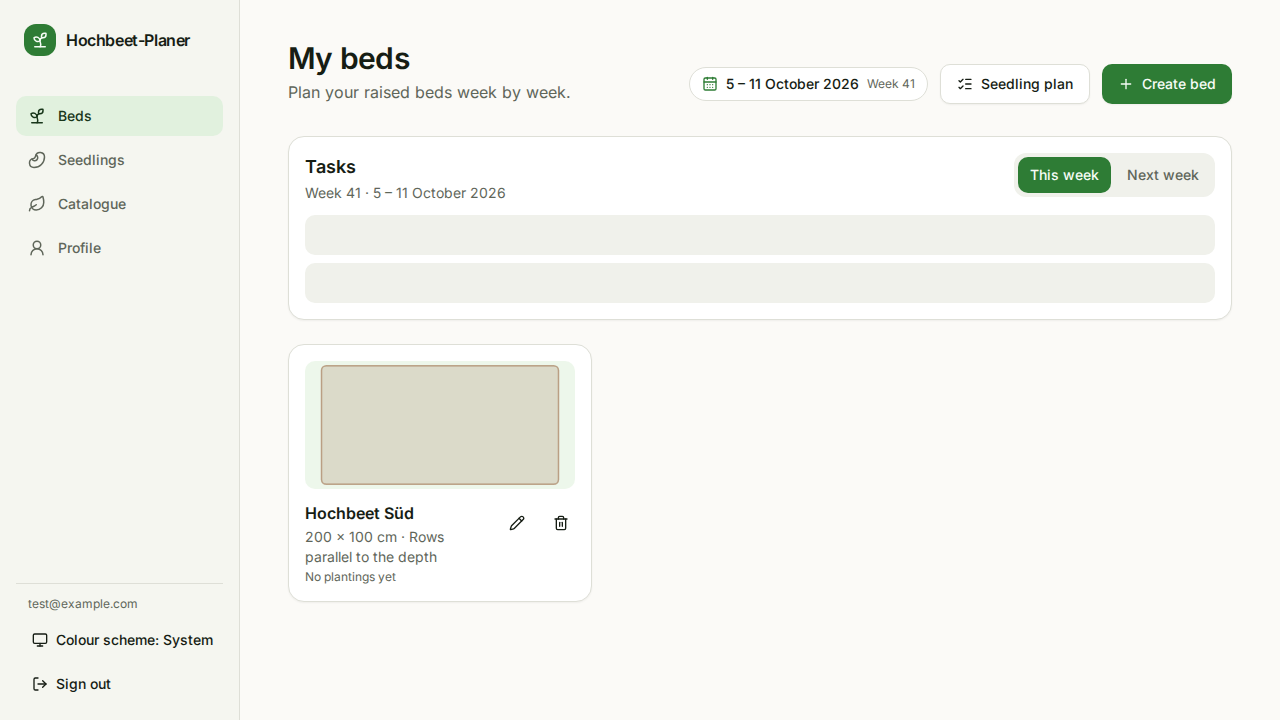 Hochbeet-Planer
Beds
Seedlings
Catalogue
Profile
test@example.com
Colour scheme: System
Sign out
My beds
Plan your raised beds week by week.
5 – 11 October 2026 Week 41
Seedling plan
Create bed
Tasks
Week 41 · 5 – 11 October 2026
This week
Next week
Hochbeet Süd
200 × 100 cm · Rows
parallel to the depth
No plantings yet